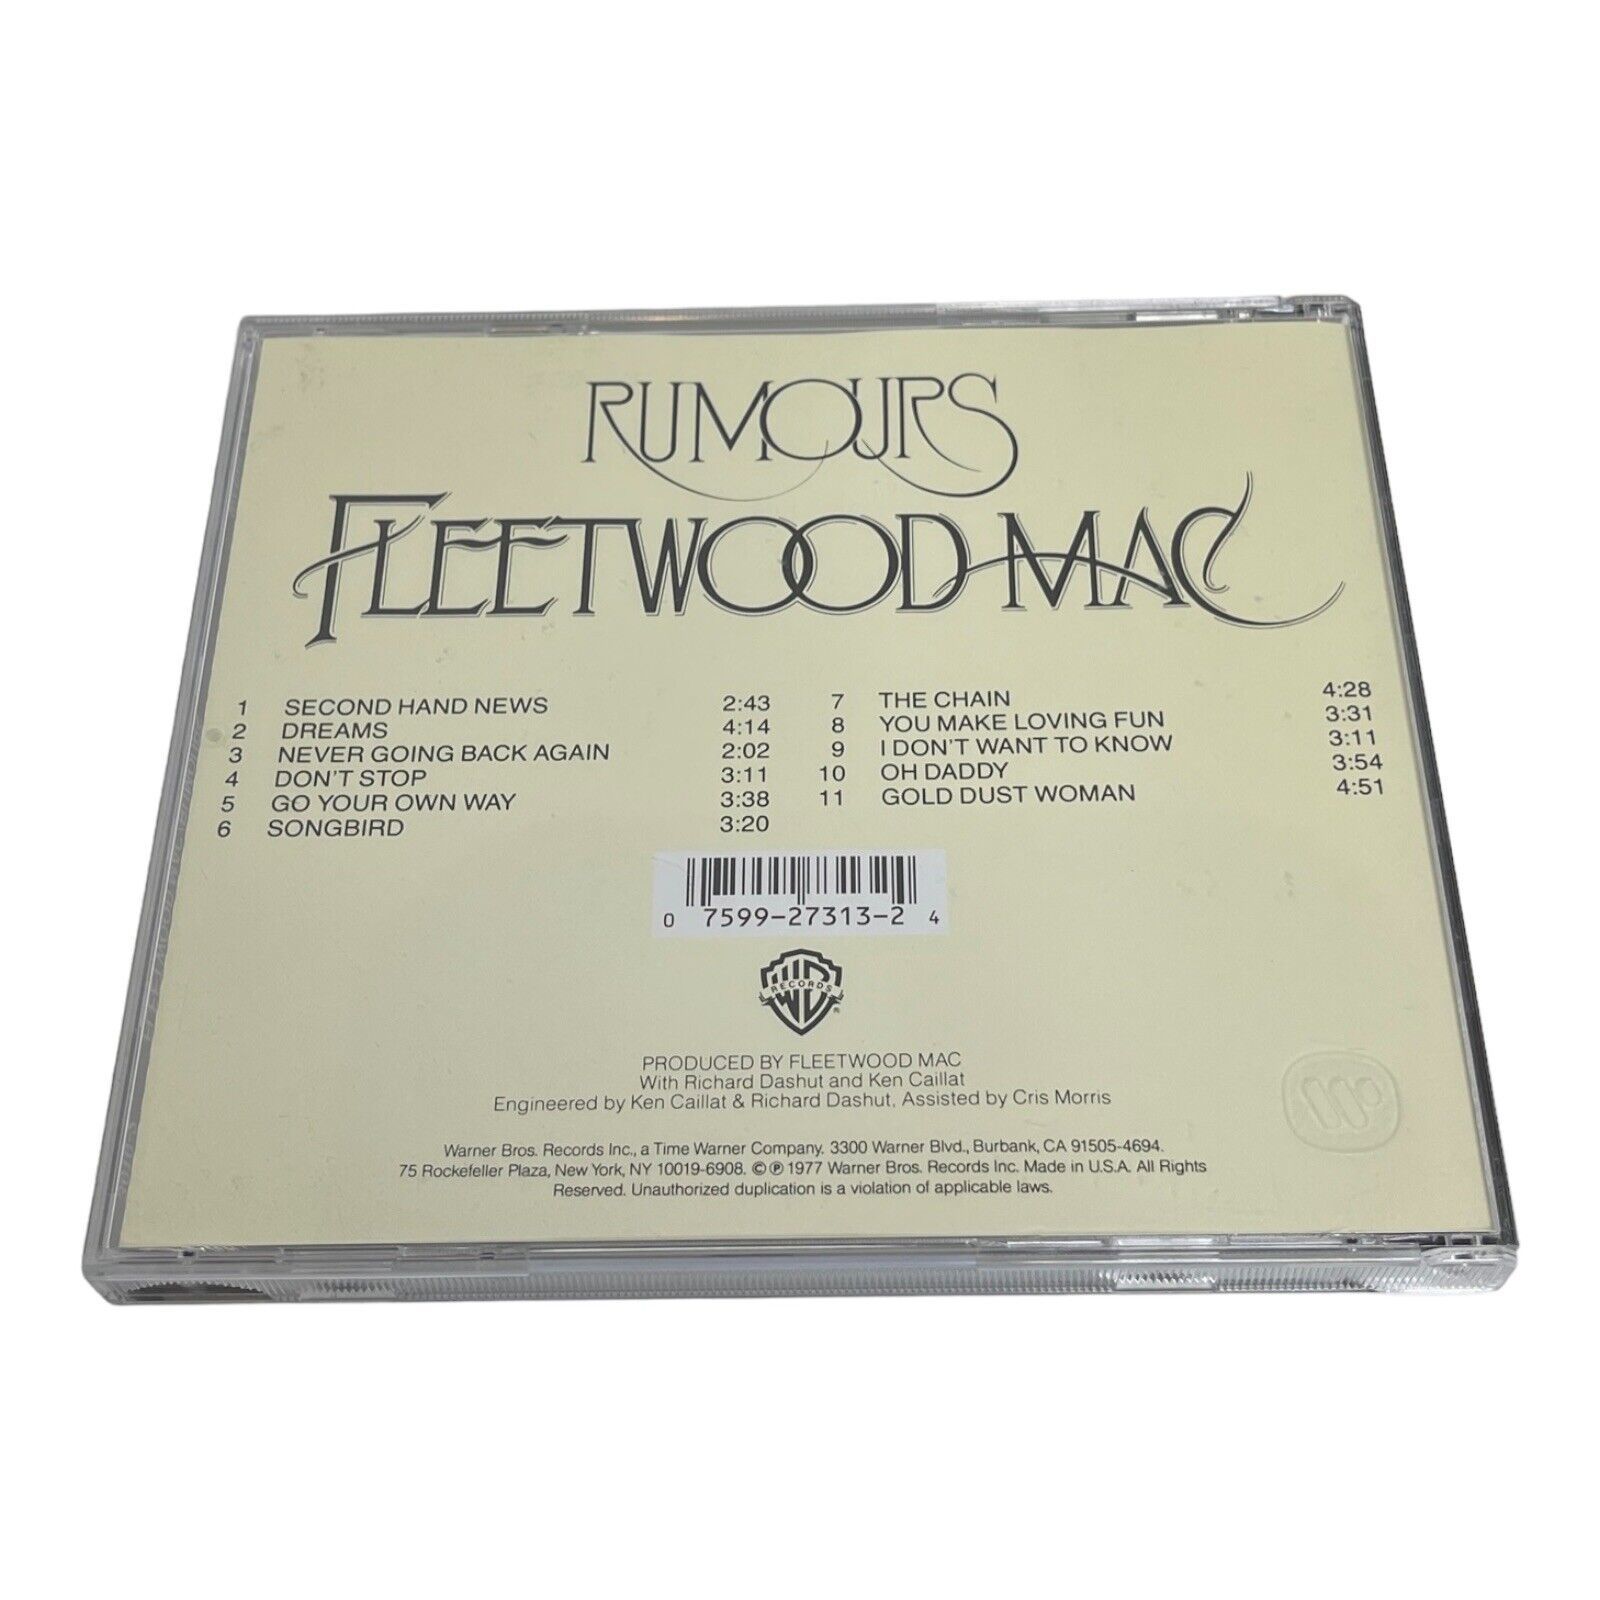 RUMOURS
FLEETWOOD MAC
1 SECOND HAND NEWS 2:43
2 DREAMS 4:14
3 NEVER GOING BACK AGAIN 2:02
4 DON'T STOP 3:11
5 GO YOUR OWN WAY 3:38
6 SONGBIRD 3:20
7 THE CHAIN 4:28
8 YOU MAKE LOVING FUN 3:31
9 I DON'T WANT TO KNOW 3:11
10 OH DADDY 3:54
11 GOLD DUST WOMAN 4:51
0 7599-27313-2 4
WB RECORDS ®
PRODUCED BY FLEETWOOD MAC
With Richard Dashut and Ken Caillat
Engineered by Ken Caillat & Richard Dashut, Assisted by Cris Morris
Warner Bros. Records Inc., a Time Warner Company. 3300 Warner Blvd., Burbank, CA 91505-4694.
75 Rockefeller Plaza, New York, NY 10019-6908. © ℗ 1977 Warner Bros. Records Inc. Made in U.S.A. All Rights
Reserved. Unauthorized duplication is a violation of applicable laws.